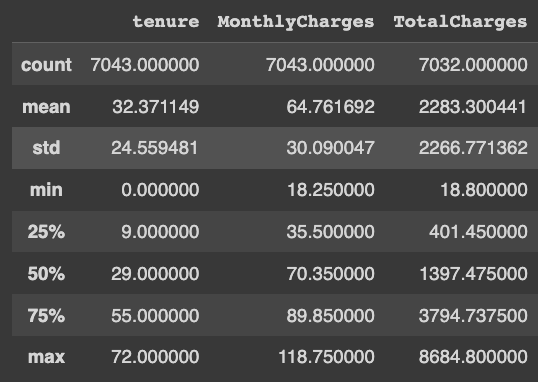 tenure MonthlyCharges TotalCharges
count 7043.000000 7043.000000 7032.000000
mean 32.371149 64.761692 2283.300441
std 24.559481 30.090047 2266.771362
min 0.000000 18.250000 18.800000
25% 9.000000 35.500000 401.450000
50% 29.000000 70.350000 1397.475000
75% 55.000000 89.850000 3794.737500
max 72.000000 118.750000 8684.800000